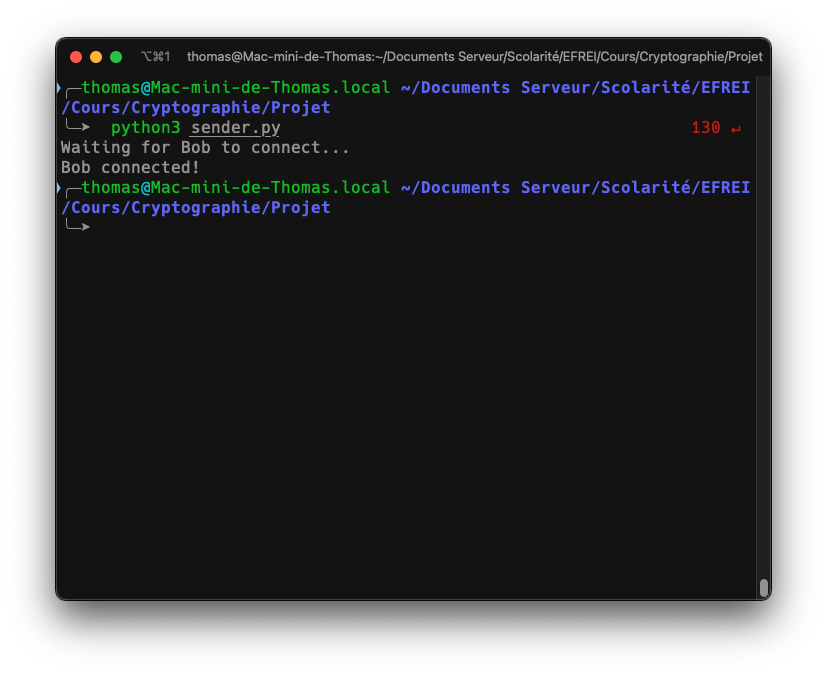 ⌥⌘1 thomas@Mac-mini-de-Thomas:~/Documents Serveur/Scolarité/EFREI/Cours/Cryptographie/Projet
╭─thomas@Mac-mini-de-Thomas.local ~/Documents Serveur/Scolarité/EFREI
/Cours/Cryptographie/Projet
╰─➤ python3 sender.py 130 ↵
Waiting for Bob to connect...
Bob connected!
╭─thomas@Mac-mini-de-Thomas.local ~/Documents Serveur/Scolarité/EFREI
/Cours/Cryptographie/Projet
╰─➤